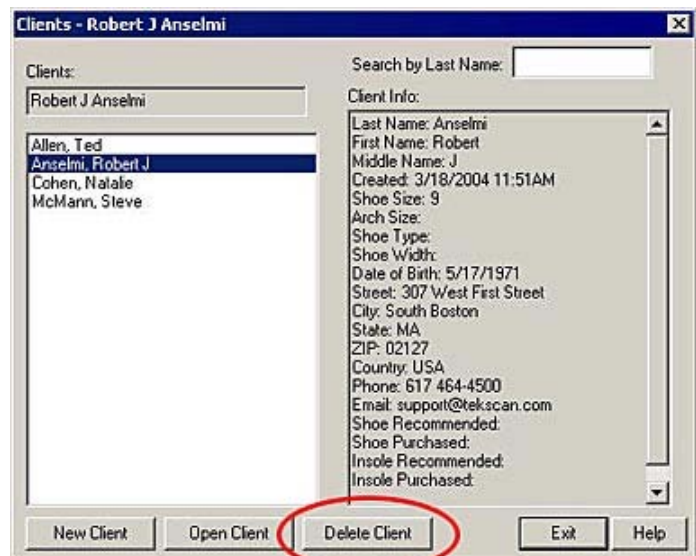 Clients - Robert J Anselmi
Clients:
Robert J Anselmi
Allen, Ted
Anselmi, Robert J
Cohen, Natalie
McMann, Steve
Search by Last Name:
Client Info:
Last Name: Anselmi
First Name: Robert
Middle Name: J
Created: 3/18/2004 11:51AM
Shoe Size: 9
Arch Size:
Shoe Type:
Shoe Width:
Date of Birth: 5/17/1971
Street: 307 West First Street
City: South Boston
State: MA
ZIP: 02127
Country: USA
Phone: 617 464-4500
Email: support@tekscan.com
Shoe Recommended:
Shoe Purchased:
Insole Recommended:
Insole Purchased:
New Client Open Client Delete Client Exit Help